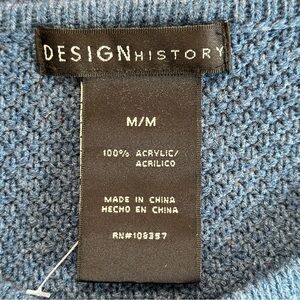 DESIGNHISTORY
M/M
100% ACRYLIC/
ACRILICO
MADE IN CHINA
HECHO EN CHINA
RN#108357